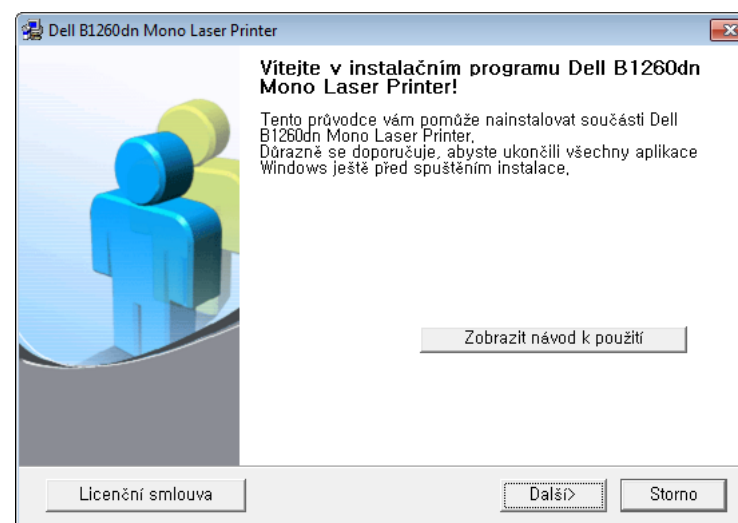 Dell B1260dn Mono Laser Printer
Vítejte v instalačním programu Dell B1260dn
Mono Laser Printer!
Tento průvodce vám pomůže nainstalovat součásti Dell
B1260dn Mono Laser Printer.
Důrazně se doporučuje, abyste ukončili všechny aplikace
Windows ještě před spuštěním instalace.
Zobrazit návod k použití
Licenční smlouva
Další>
Storno